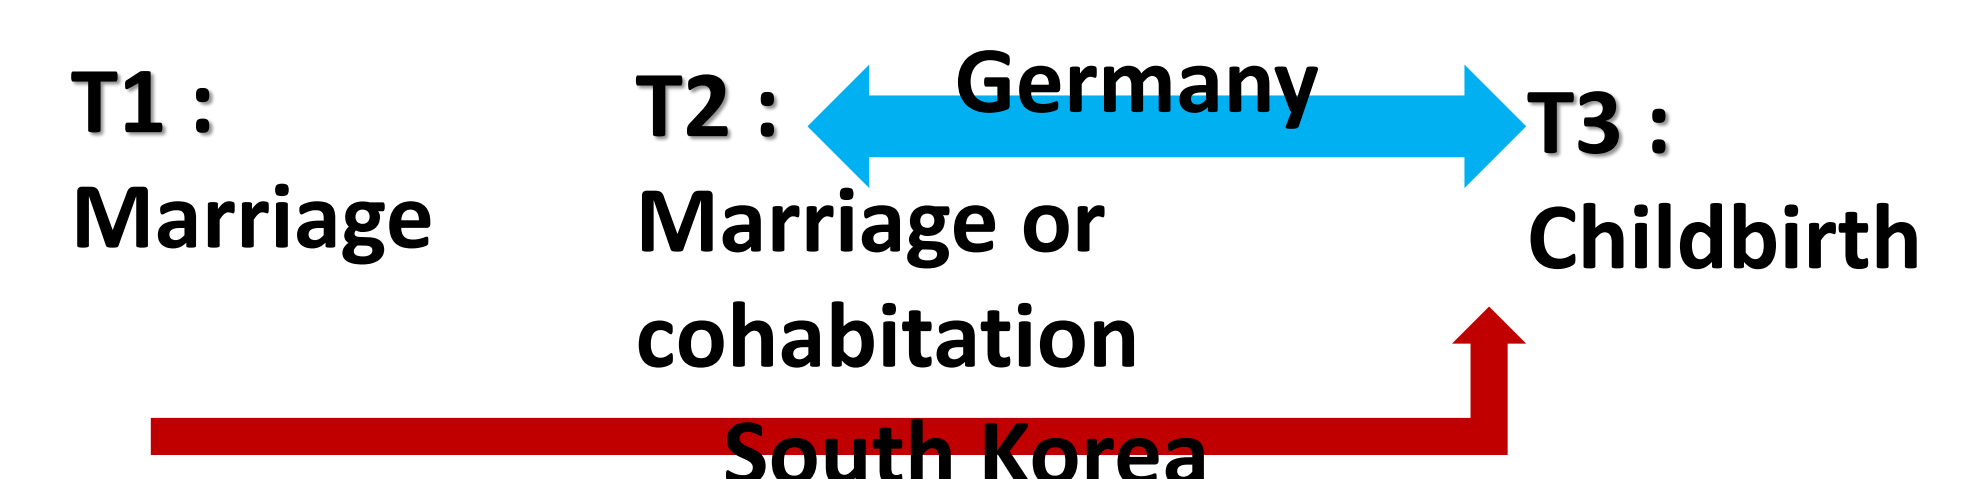 T1 :
Marriage
T2 :
Marriage or
cohabitation
Germany
T3 :
Childbirth
South Korea